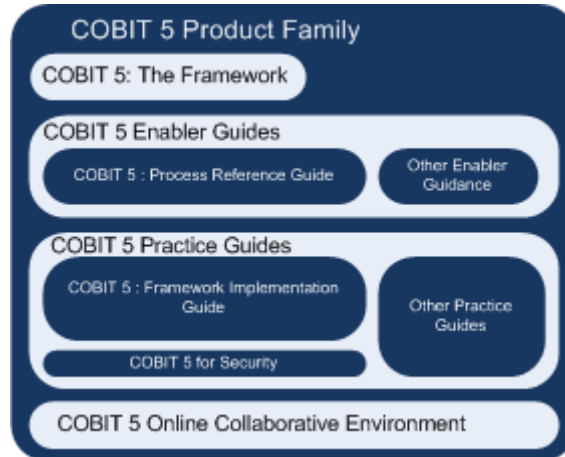 COBIT 5 Product Family
COBIT 5: The Framework
COBIT 5 Enabler Guides
COBIT 5 : Process Reference Guide
Other Enabler
Guidance
COBIT 5 Practice Guides
COBIT 5 : Framework Implementation
Guide
Other Practice
Guides
COBIT 5 for Security
COBIT 5 Online Collaborative Environment